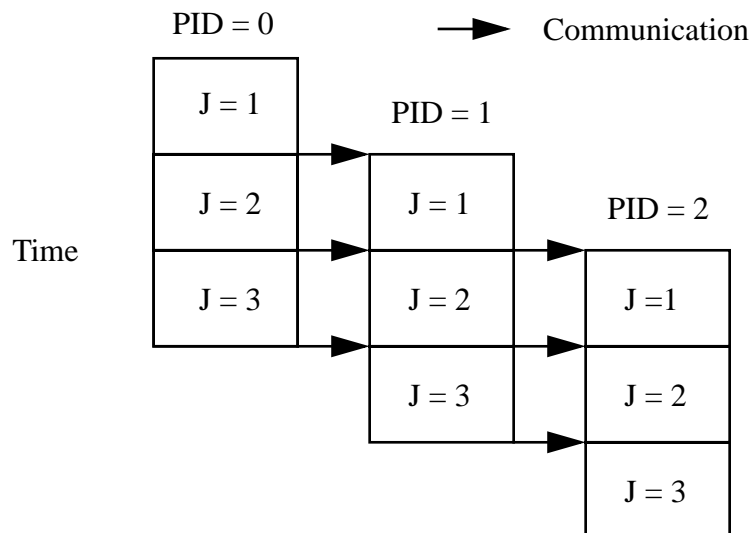 PID = 0
Communication
J = 1
PID = 1
J = 2
J = 1
PID = 2
Time
J = 3
J = 2
J =1
J = 3
J = 2
J = 3